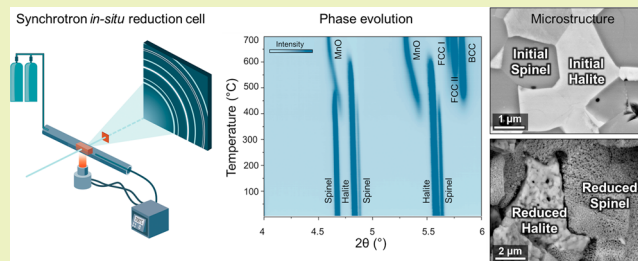 Synchrotron in-situ reduction cell
Phase evolution
Microstructure
Intensity
MnO
MnO
FCC I
FCC II
BCC
Temperature (°C)
700
600
500
400
300
200
100
Spinel
Halite
Spinel
Halite
Spinel
4
4.5
5
5.5
6
2θ (°)
Initial
Spinel
Initial
Halite
1 µm
Reduced
Spinel
Reduced
Halite
2 µm